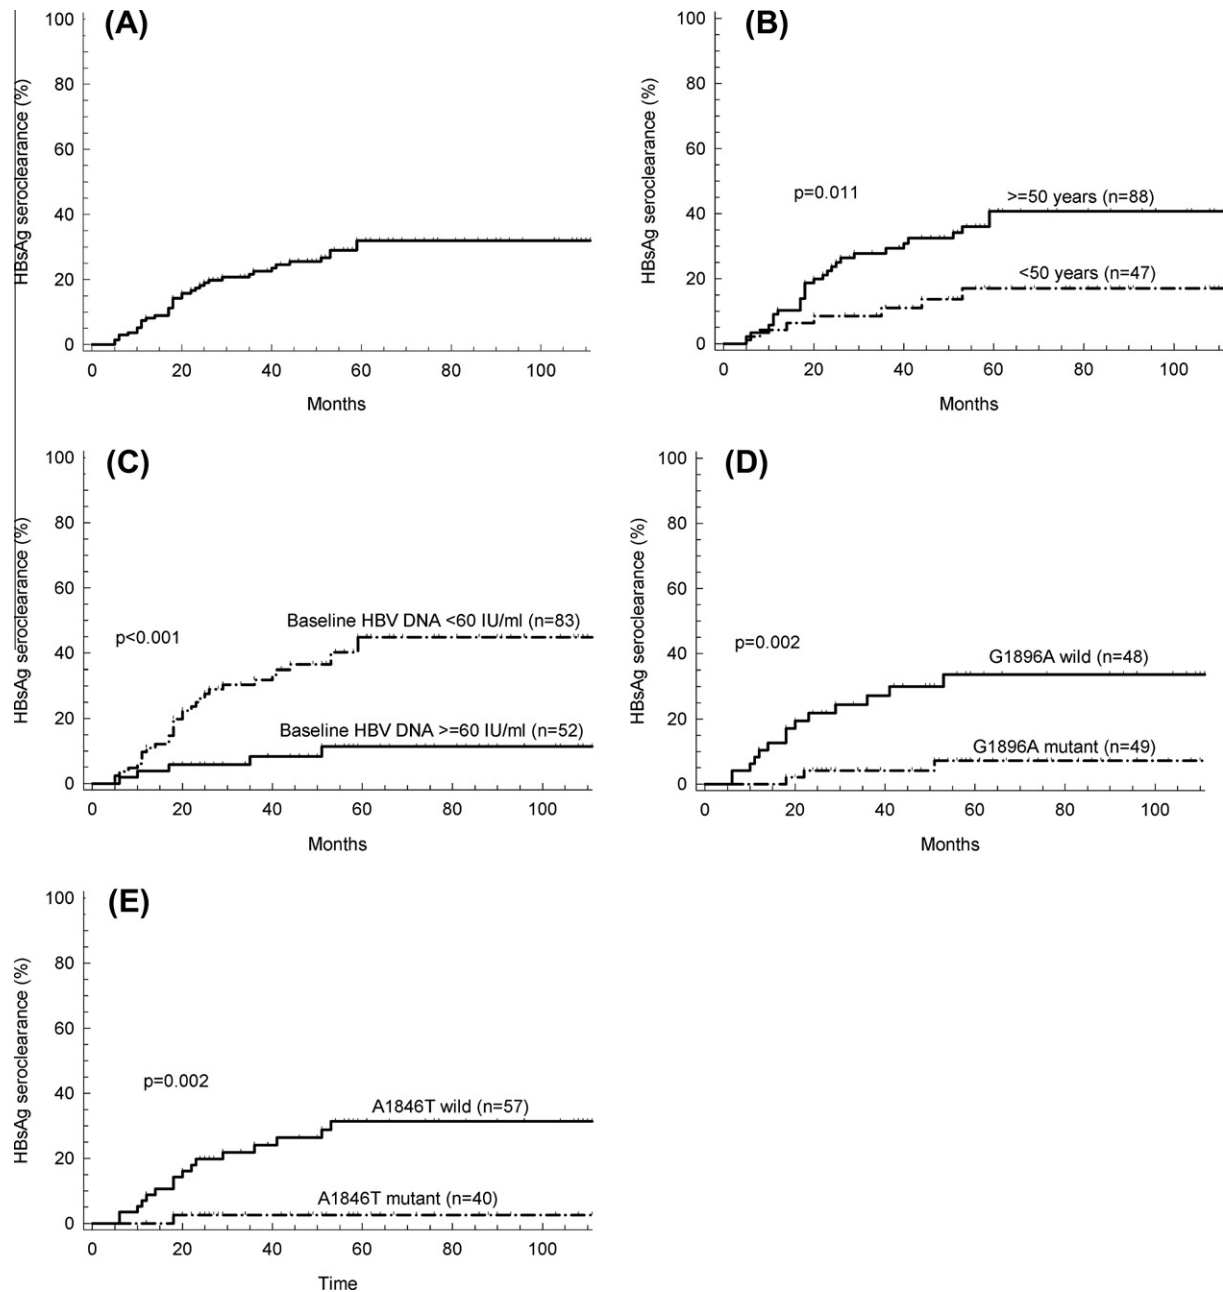 (A)
100
80
60
40
20
0
HBsAg seroclearance (%)
0 20 40 60 80 100
Months
(B)
100
80
60
40
20
0
HBsAg seroclearance (%)
p=0.011
>=50 years (n=88)
<50 years (n=47)
0 20 40 60 80 100
Months
(C)
100
80
60
40
20
0
HBsAg seroclearance (%)
p<0.001
Baseline HBV DNA <60 IU/ml (n=83)
Baseline HBV DNA >=60 IU/ml (n=52)
0 20 40 60 80 100
Months
(D)
100
80
60
40
20
0
HBsAg seroclearance (%)
p=0.002
G1896A wild (n=48)
G1896A mutant (n=49)
0 20 40 60 80 100
Months
(E)
100
80
60
40
20
0
HBsAg seroclearance (%)
p=0.002
A1846T wild (n=57)
A1846T mutant (n=40)
0 20 40 60 80 100
Time